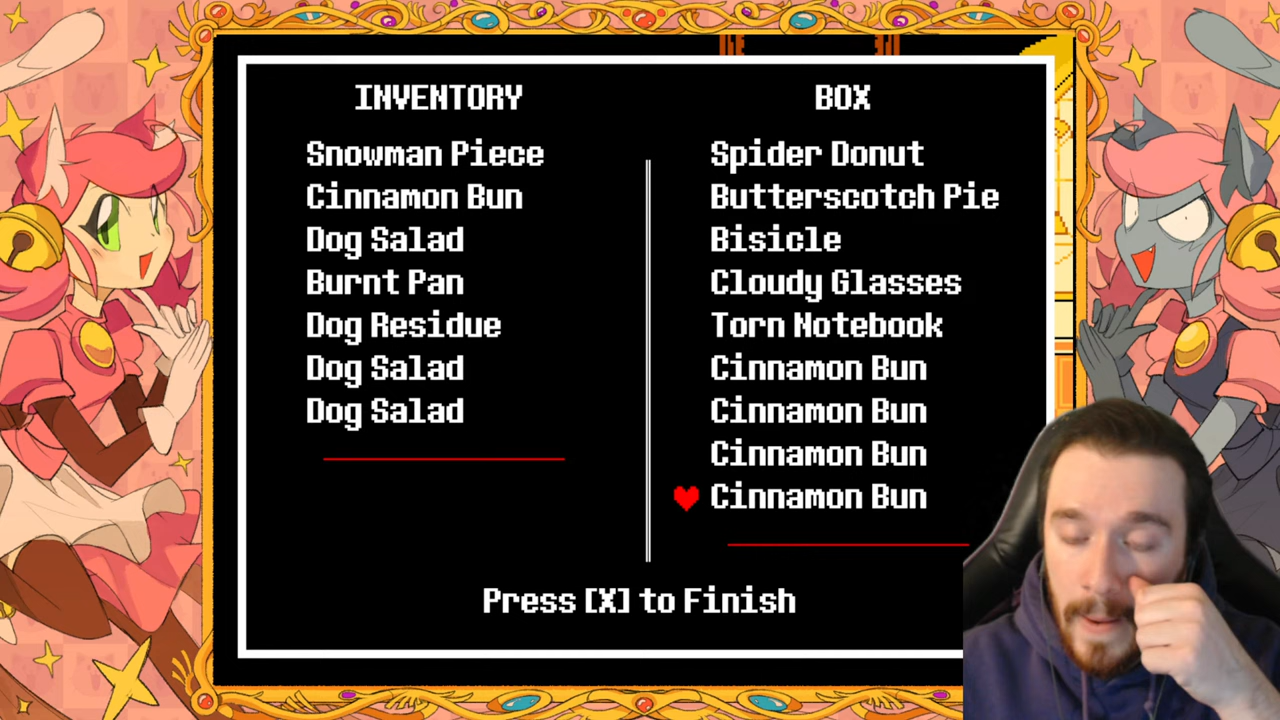 INVENTORY
Snowman Piece
Cinnamon Bun
Dog Salad
Burnt Pan
Dog Residue
Dog Salad
Dog Salad
BOX
Spider Donut
Butterscotch Pie
Bisicle
Cloudy Glasses
Torn Notebook
Cinnamon Bun
Cinnamon Bun
Cinnamon Bun
Cinnamon Bun
Press [X] to Finish